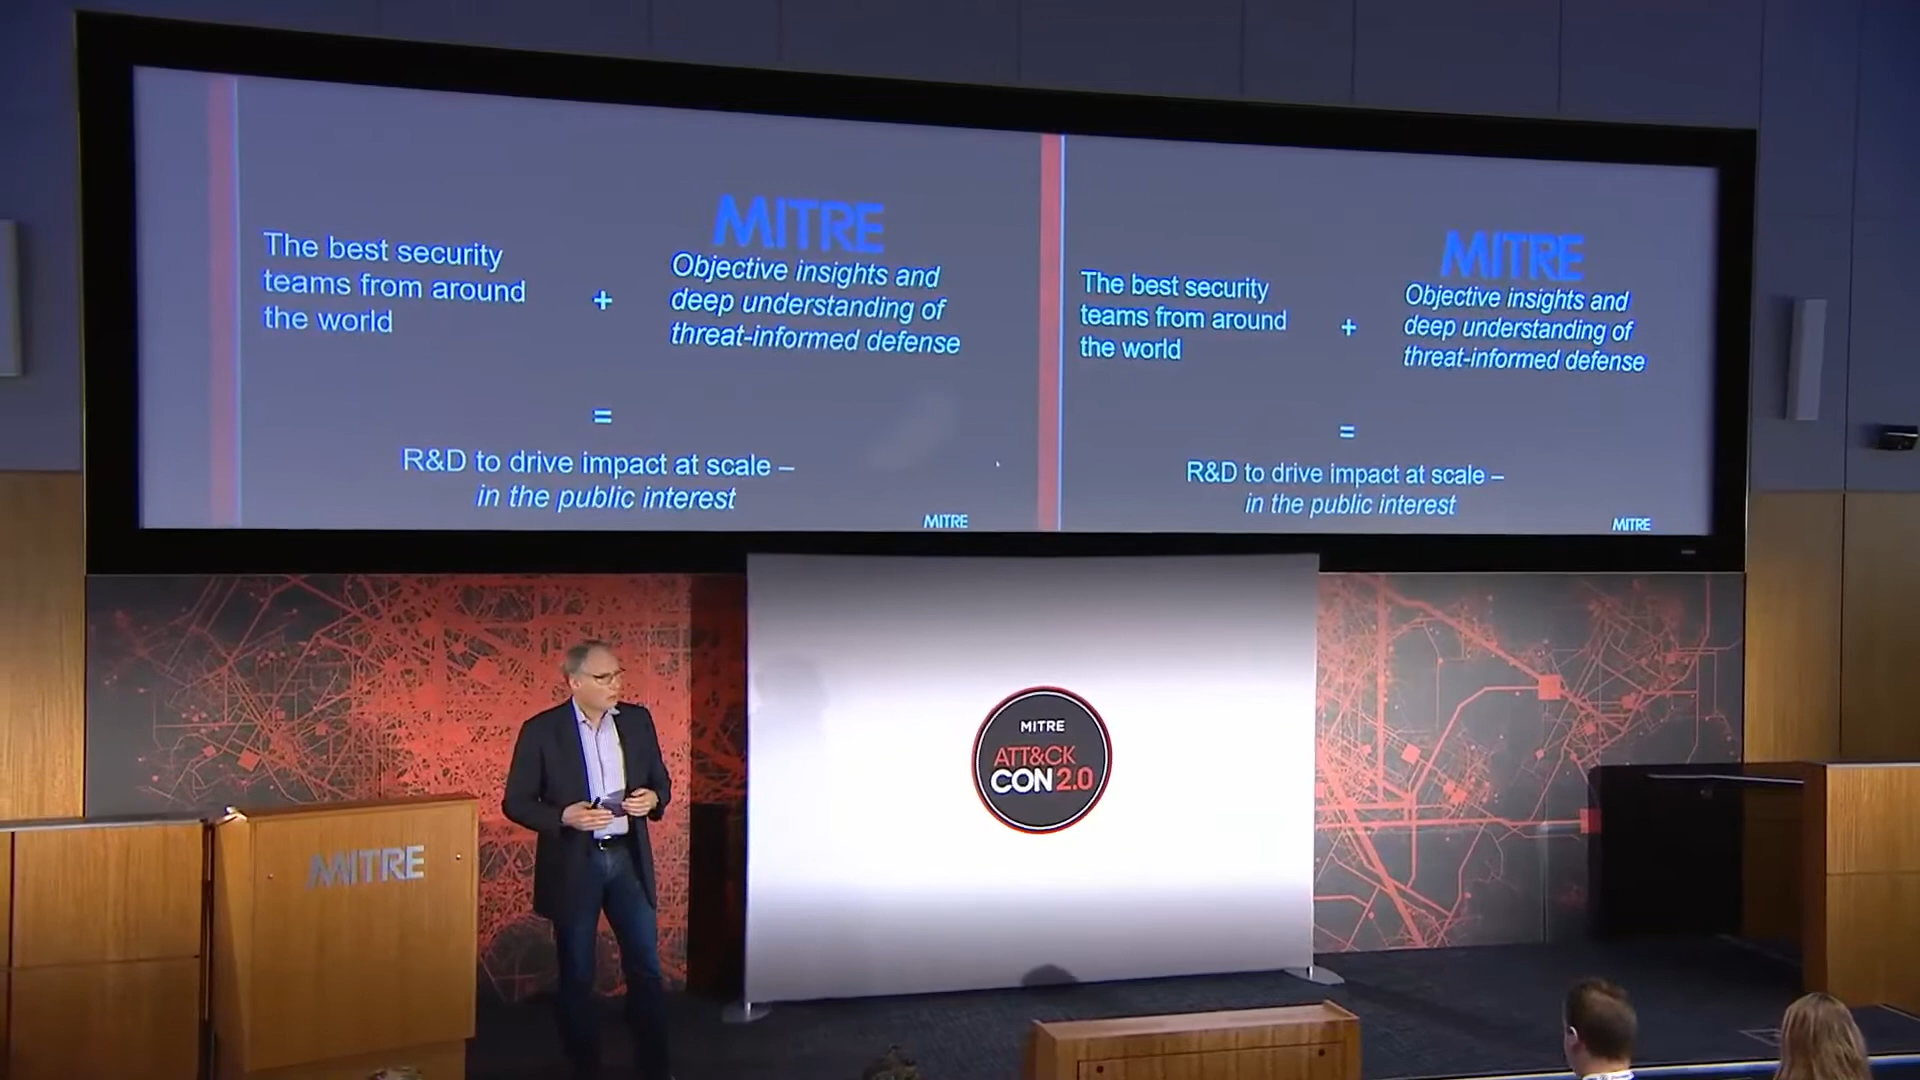 The best security
teams from around
the world
+
MITRE
Objective insights and
deep understanding of
threat-informed defense
=
R&D to drive impact at scale –
in the public interest
MITRE
The best security
teams from around
the world
+
MITRE
Objective insights and
deep understanding of
threat-informed defense
=
R&D to drive impact at scale –
in the public interest
MITRE
MITRE
ATT&CK
CON 2.0
MITRE